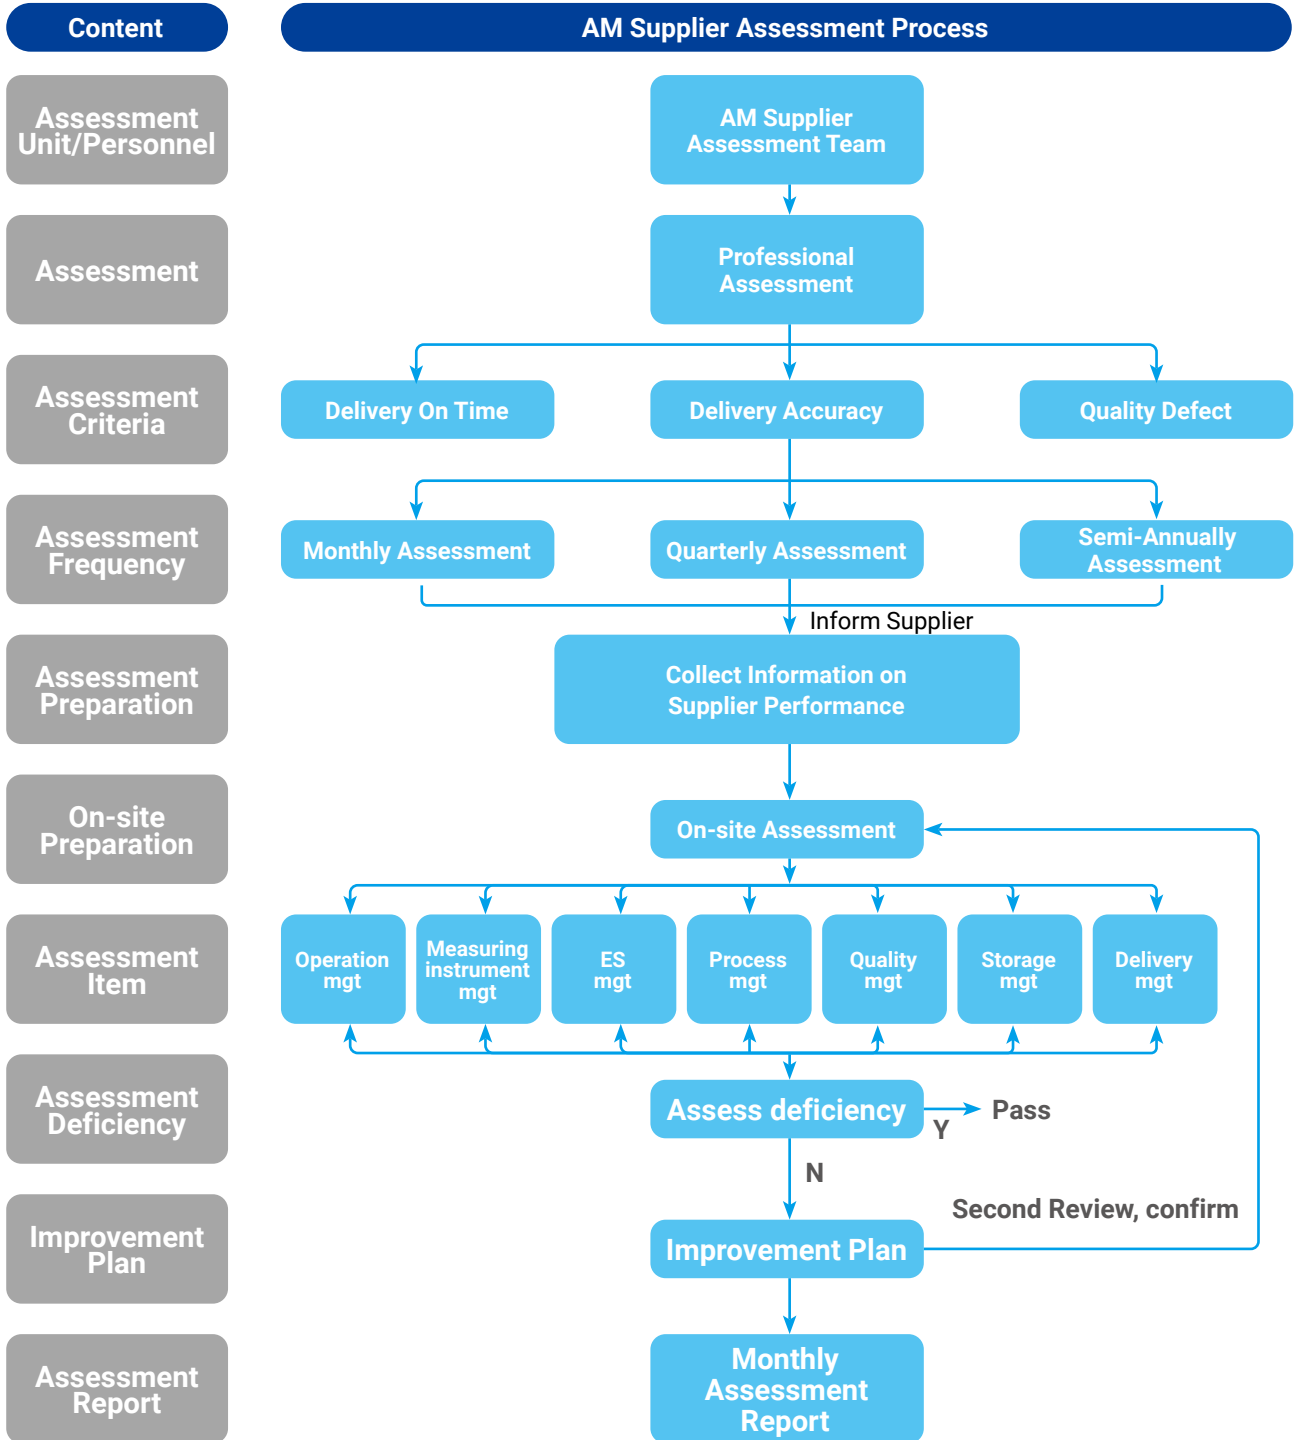 Content
AM Supplier Assessment Process
Assessment
Unit/Personnel
AM Supplier
Assessment Team
Assessment
Professional
Assessment
Assessment
Criteria
Delivery On Time
Delivery Accuracy
Quality Defect
Assessment
Frequency
Monthly Assessment
Quarterly Assessment
Semi-Annually
Assessment
Inform Supplier
Assessment
Preparation
Collect Information on
Supplier Performance
On-site
Preparation
On-site Assessment
Assessment
Item
Operation
mgt
Measuring
instrument
mgt
ES
mgt
Process
mgt
Quality
mgt
Storage
mgt
Delivery
mgt
Assessment
Deficiency
Assess deficiency
Y
Pass
N
Second Review, confirm
Improvement
Plan
Improvement Plan
Assessment
Report
Monthly
Assessment
Report